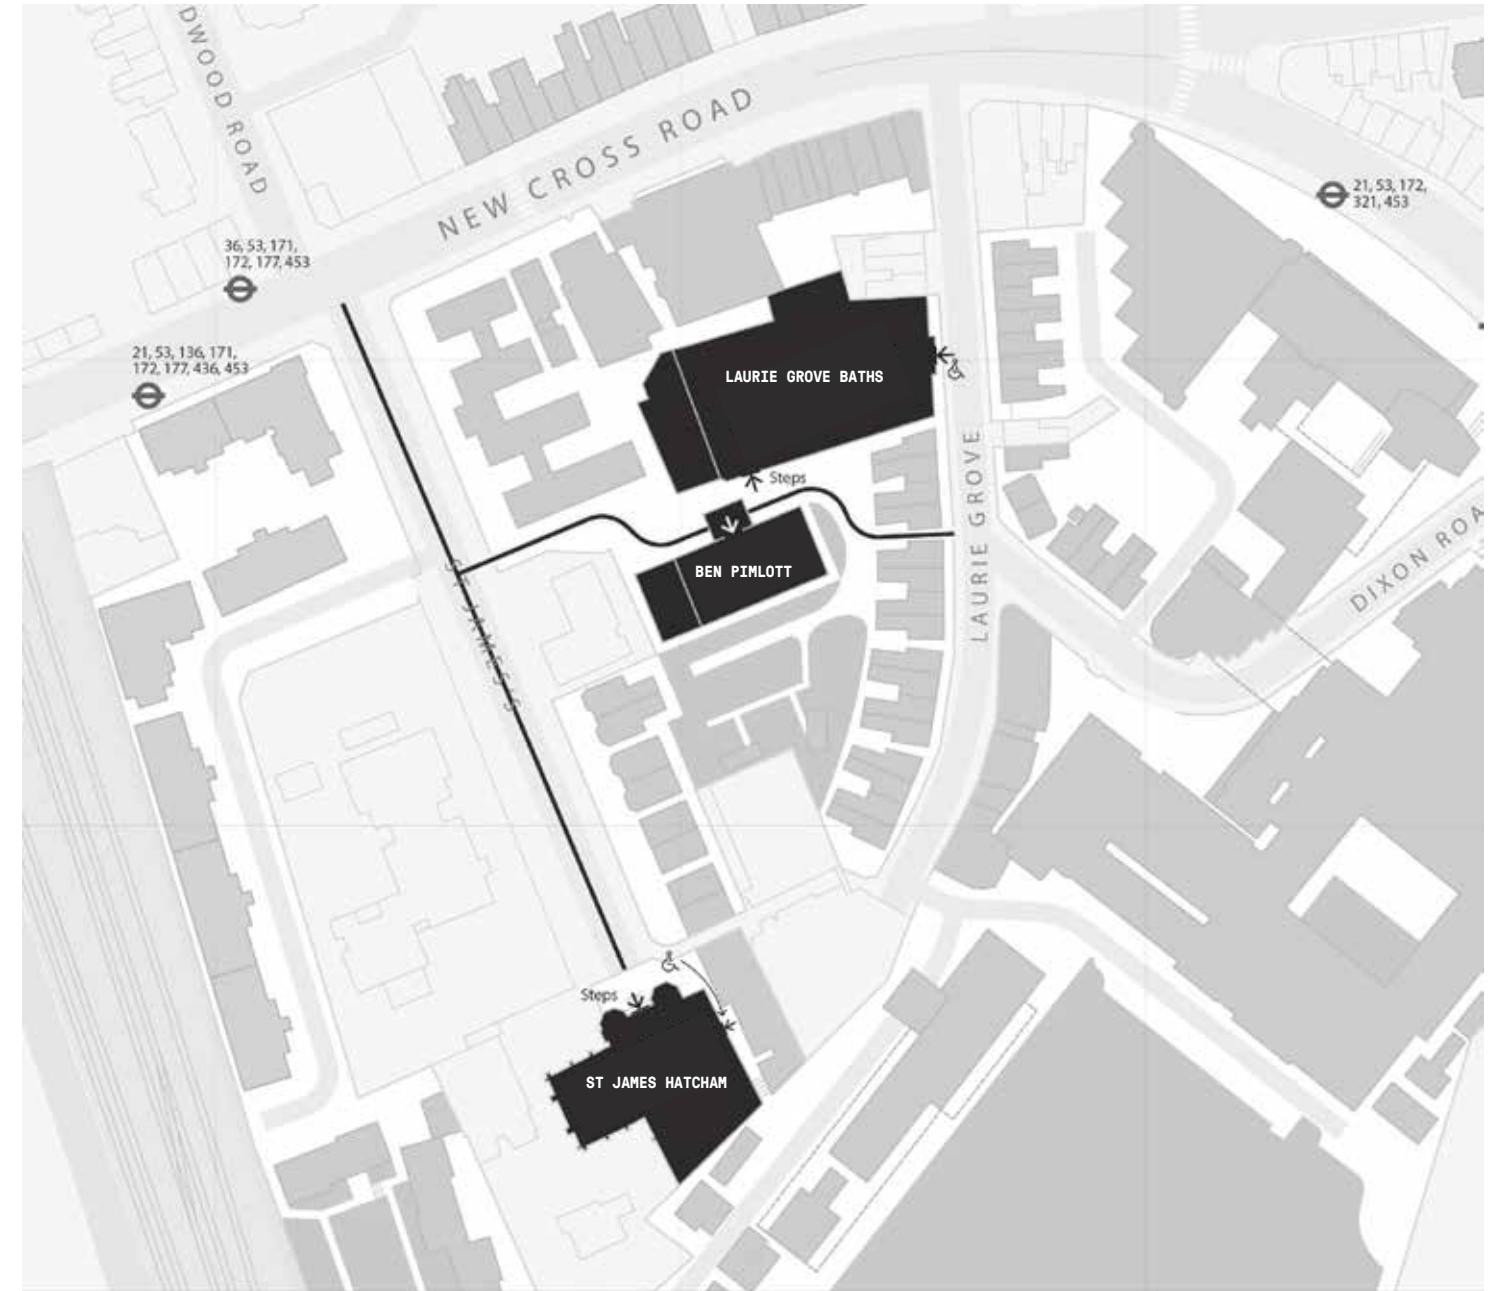 DWOOD ROAD
NEW CROSS ROAD
21, 53, 172,
321, 453
36, 53, 171,
172, 177, 453
21, 53, 136, 171,
172, 177, 436, 453
LAURIE GROVE BATHS
Steps
LAURIE GROVE
BEN PIMLOTT
LAURIE GROVE
DIXON ROA
ST JAMES'S
Steps
ST JAMES HATCHAM